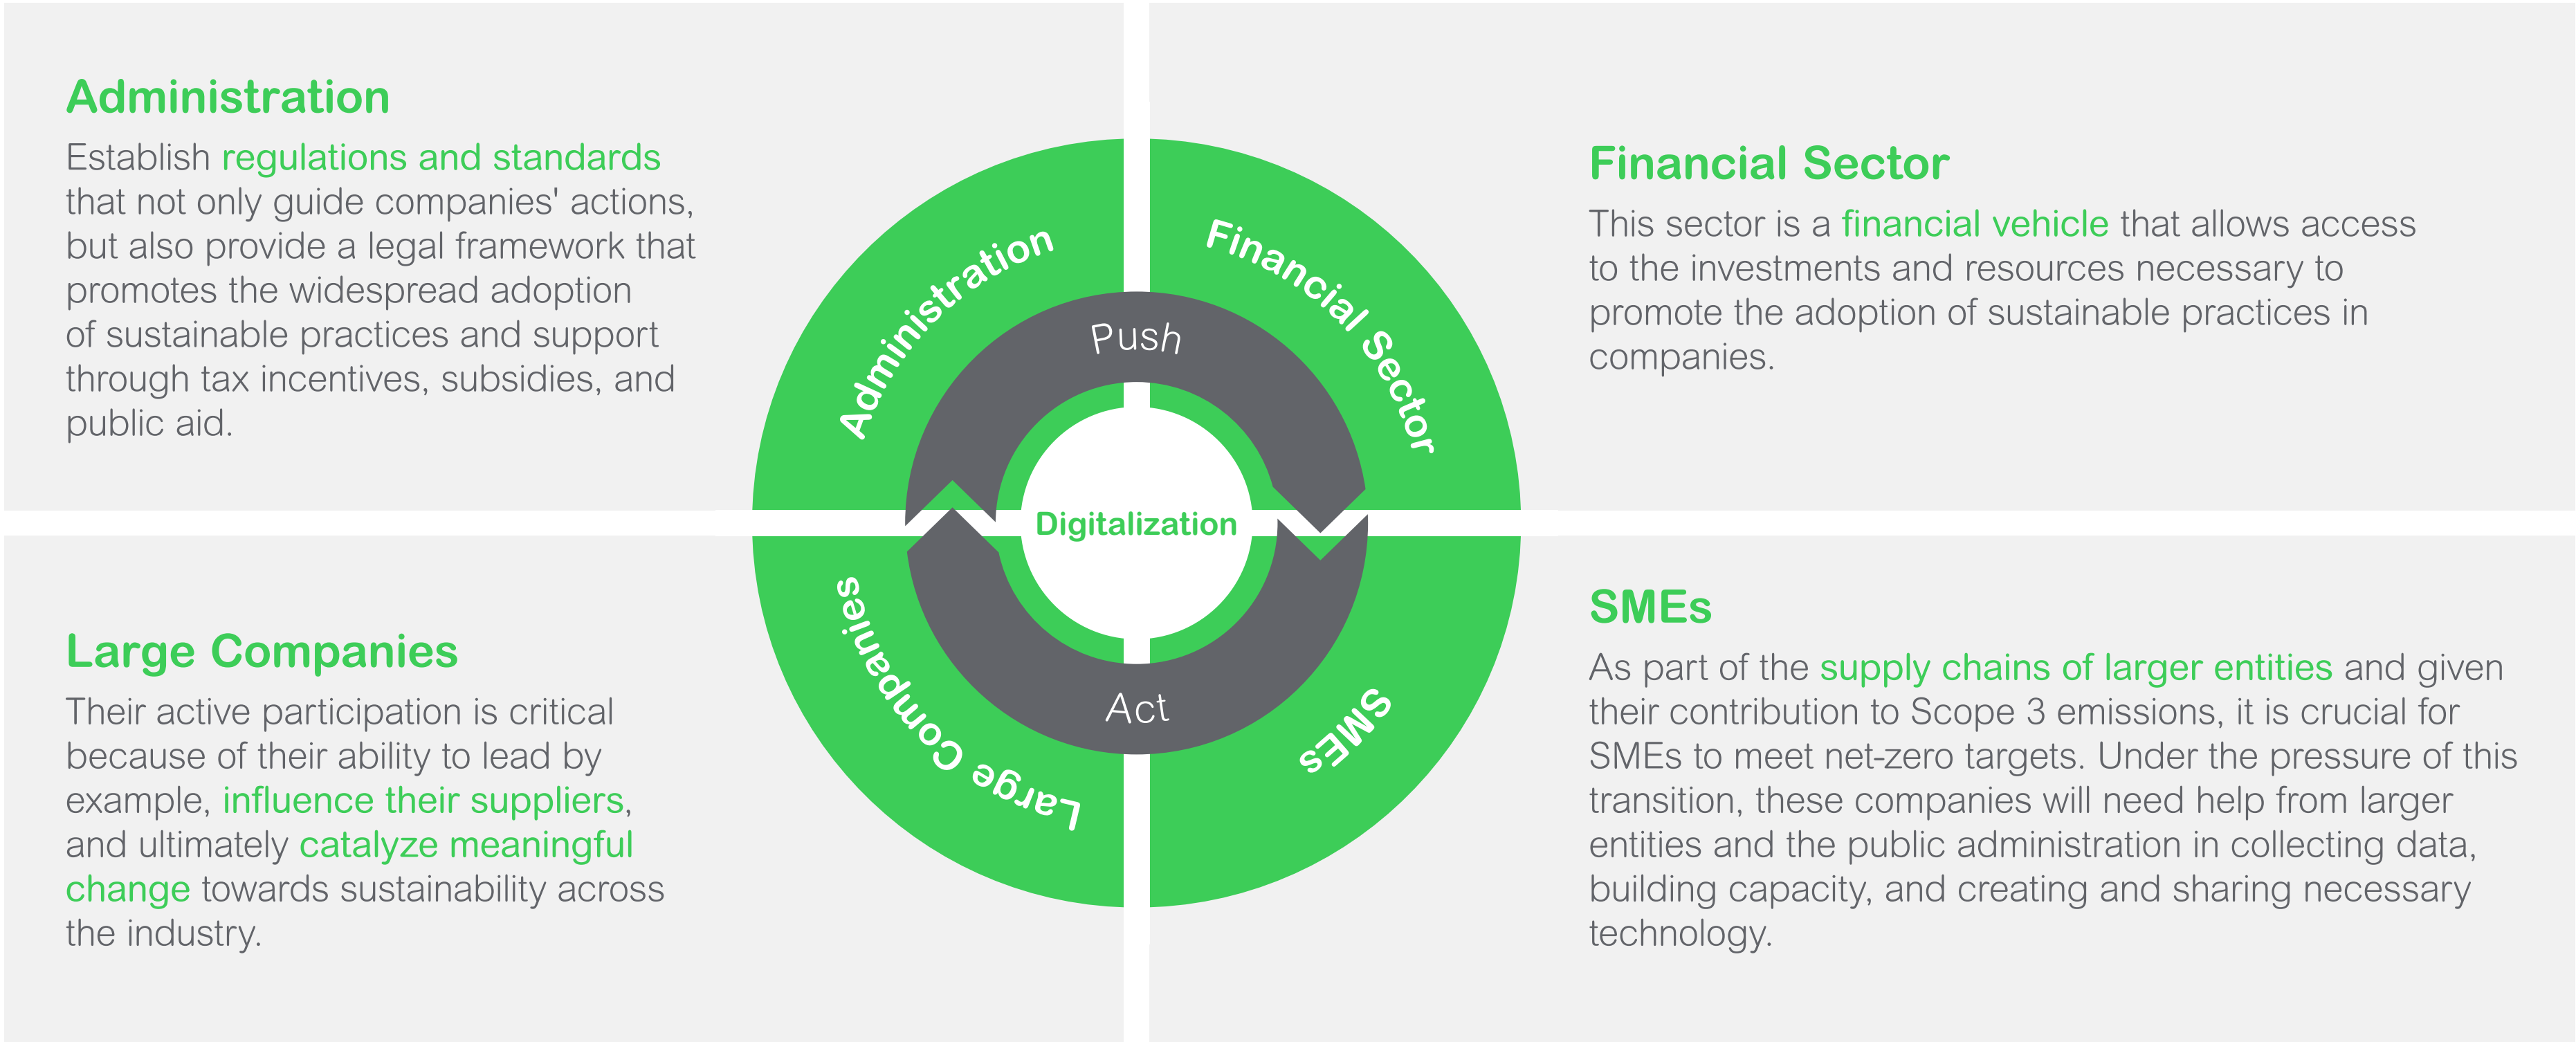 Administration
Establish regulations and standards
that not only guide companies' actions,
but also provide a legal framework that
promotes the widespread adoption
of sustainable practices and support
through tax incentives, subsidies, and
public aid.
Financial Sector
This sector is a financial vehicle that allows access
to the investments and resources necessary to
promote the adoption of sustainable practices in
companies.
Administration
Financial Sector
Push
Digitalization
Act
Large Companies
SMEs
Large Companies
Their active participation is critical
because of their ability to lead by
example, influence their suppliers,
and ultimately catalyze meaningful
change towards sustainability across
the industry.
SMEs
As part of the supply chains of larger entities and given
their contribution to Scope 3 emissions, it is crucial for
SMEs to meet net-zero targets. Under the pressure of this
transition, these companies will need help from larger
entities and the public administration in collecting data,
building capacity, and creating and sharing necessary
technology.